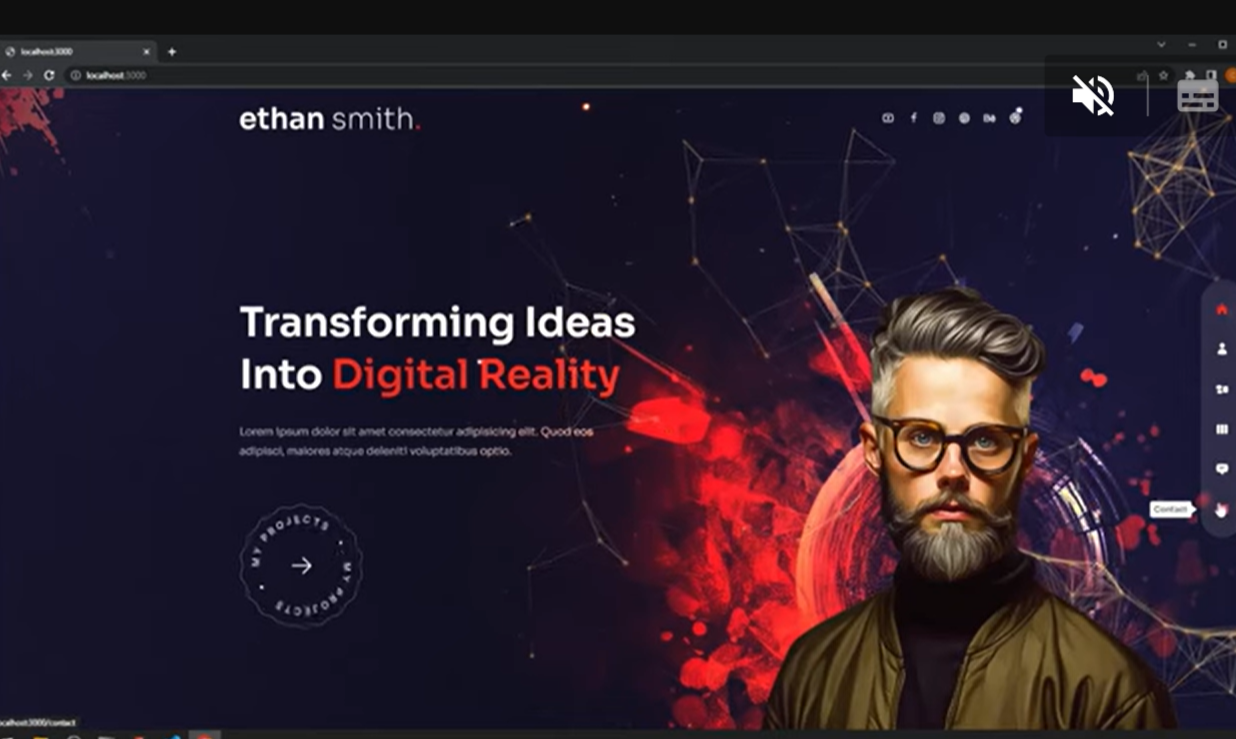 localhost:3000
localhost:3000
ethan smith.
Transforming Ideas
Into Digital Reality
Lorem ipsum dolor sit amet consectetur adipisicing elit. Quod eos
adipisci, maiores atque deleniti voluptatibus optio.
MY PROJECTS • MY PROJECTS •
Contact
ocalhost:3000/contact